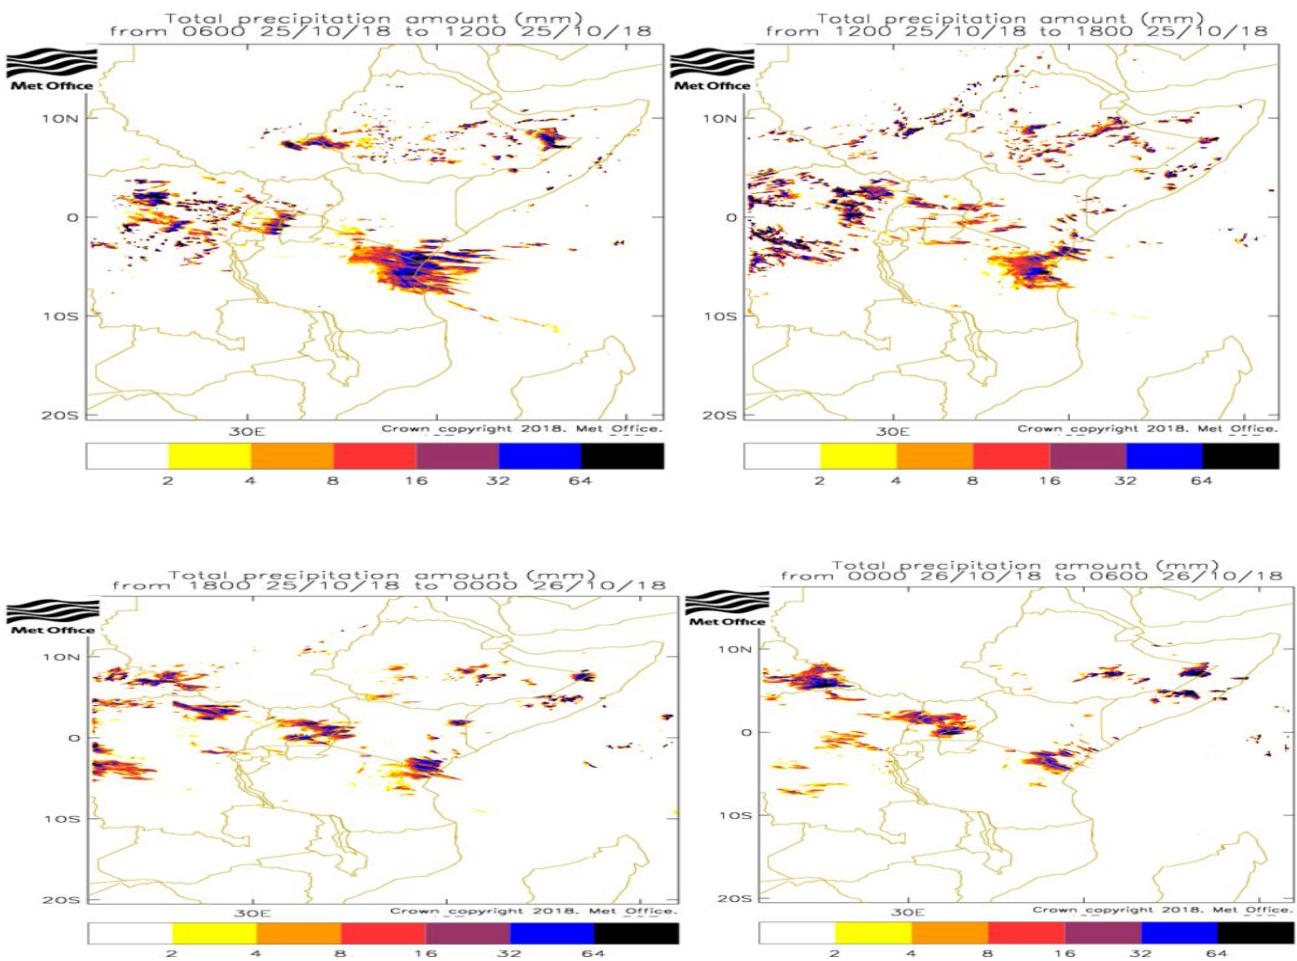 Total precipitation amount (mm)
from 0600 25/10/18 to 1200 25/10/18
Met Office
10N
0
10S
20S
30E
Crown copyright 2018. Met Office.
2 4 8 16 32 64
Total precipitation amount (mm)
from 1200 25/10/18 to 1800 25/10/18
Met Office
10N
0
10S
20S
30E
Crown copyright 2018. Met Office.
2 4 8 16 32 64
Total precipitation amount (mm)
from 1800 25/10/18 to 0000 26/10/18
Met Office
10N
0
10S
20S
30E
Crown copyright 2018. Met Office.
2 4 8 16 32 64
Total precipitation amount (mm)
from 0000 26/10/18 to 0600 26/10/18
Met Office
10N
0
10S
20S
30E
Crown copyright 2018. Met Office.
2 4 8 16 32 64